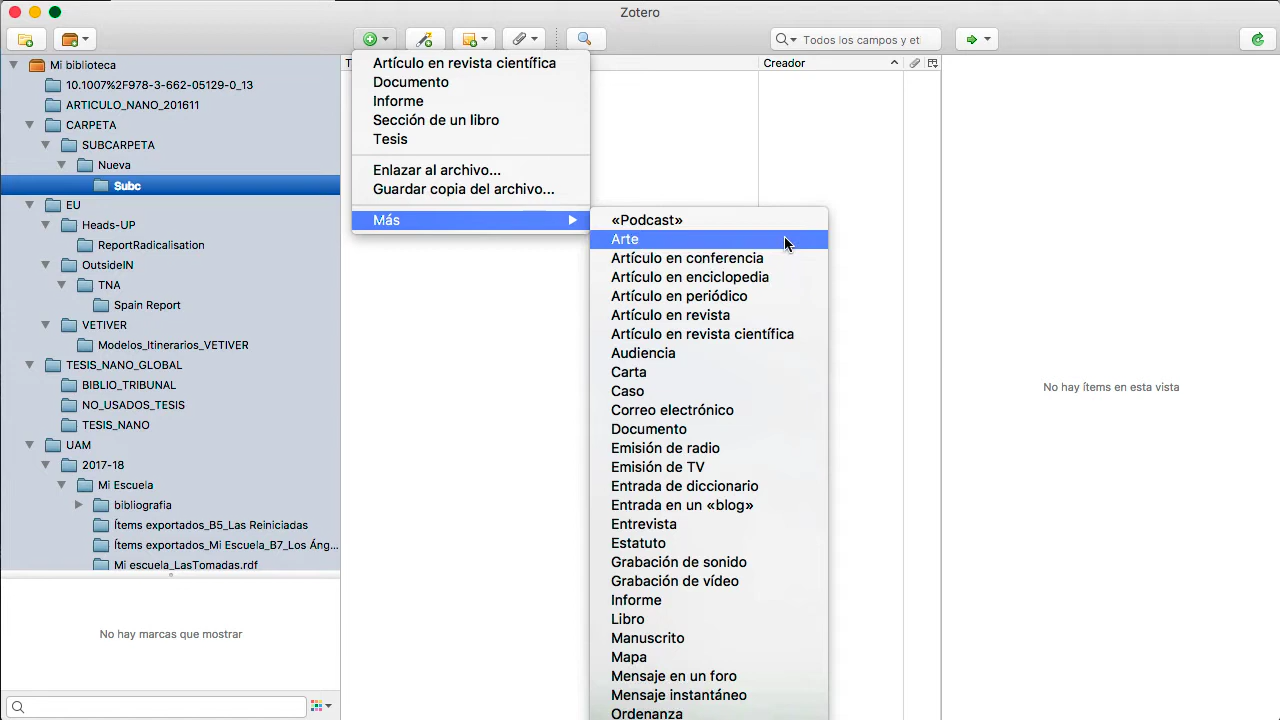 Zotero
Todos los campos y et
Mi biblioteca
10.1007%2F978-3-662-05129-0_13
ARTICULO_NANO_201611
CARPETA
SUBCARPETA
Nueva
Subc
EU
Heads-UP
ReportRadicalisation
OutsideIN
TNA
Spain Report
VETIVER
Modelos_Itinerarios_VETIVER
TESIS_NANO_GLOBAL
BIBLIO_TRIBUNAL
NO_USADOS_TESIS
TESIS_NANO
UAM
2017-18
Mi Escuela
bibliografia
Ítems exportados_B5_Las Reiniciadas
Ítems exportados_Mi Escuela_B7_Los Áng...
Mi escuela_LasTomadas.rdf
No hay marcas que mostrar
T
Creador
Artículo en revista científica
Documento
Informe
Sección de un libro
Tesis
Enlazar al archivo...
Guardar copia del archivo...
Más
«Podcast»
Arte
Artículo en conferencia
Artículo en enciclopedia
Artículo en periódico
Artículo en revista
Artículo en revista científica
Audiencia
Carta
Caso
Correo electrónico
Documento
Emisión de radio
Emisión de TV
Entrada de diccionario
Entrada en un «blog»
Entrevista
Estatuto
Grabación de sonido
Grabación de vídeo
Informe
Libro
Manuscrito
Mapa
Mensaje en un foro
Mensaje instantáneo
Ordenanza
No hay ítems en esta vista